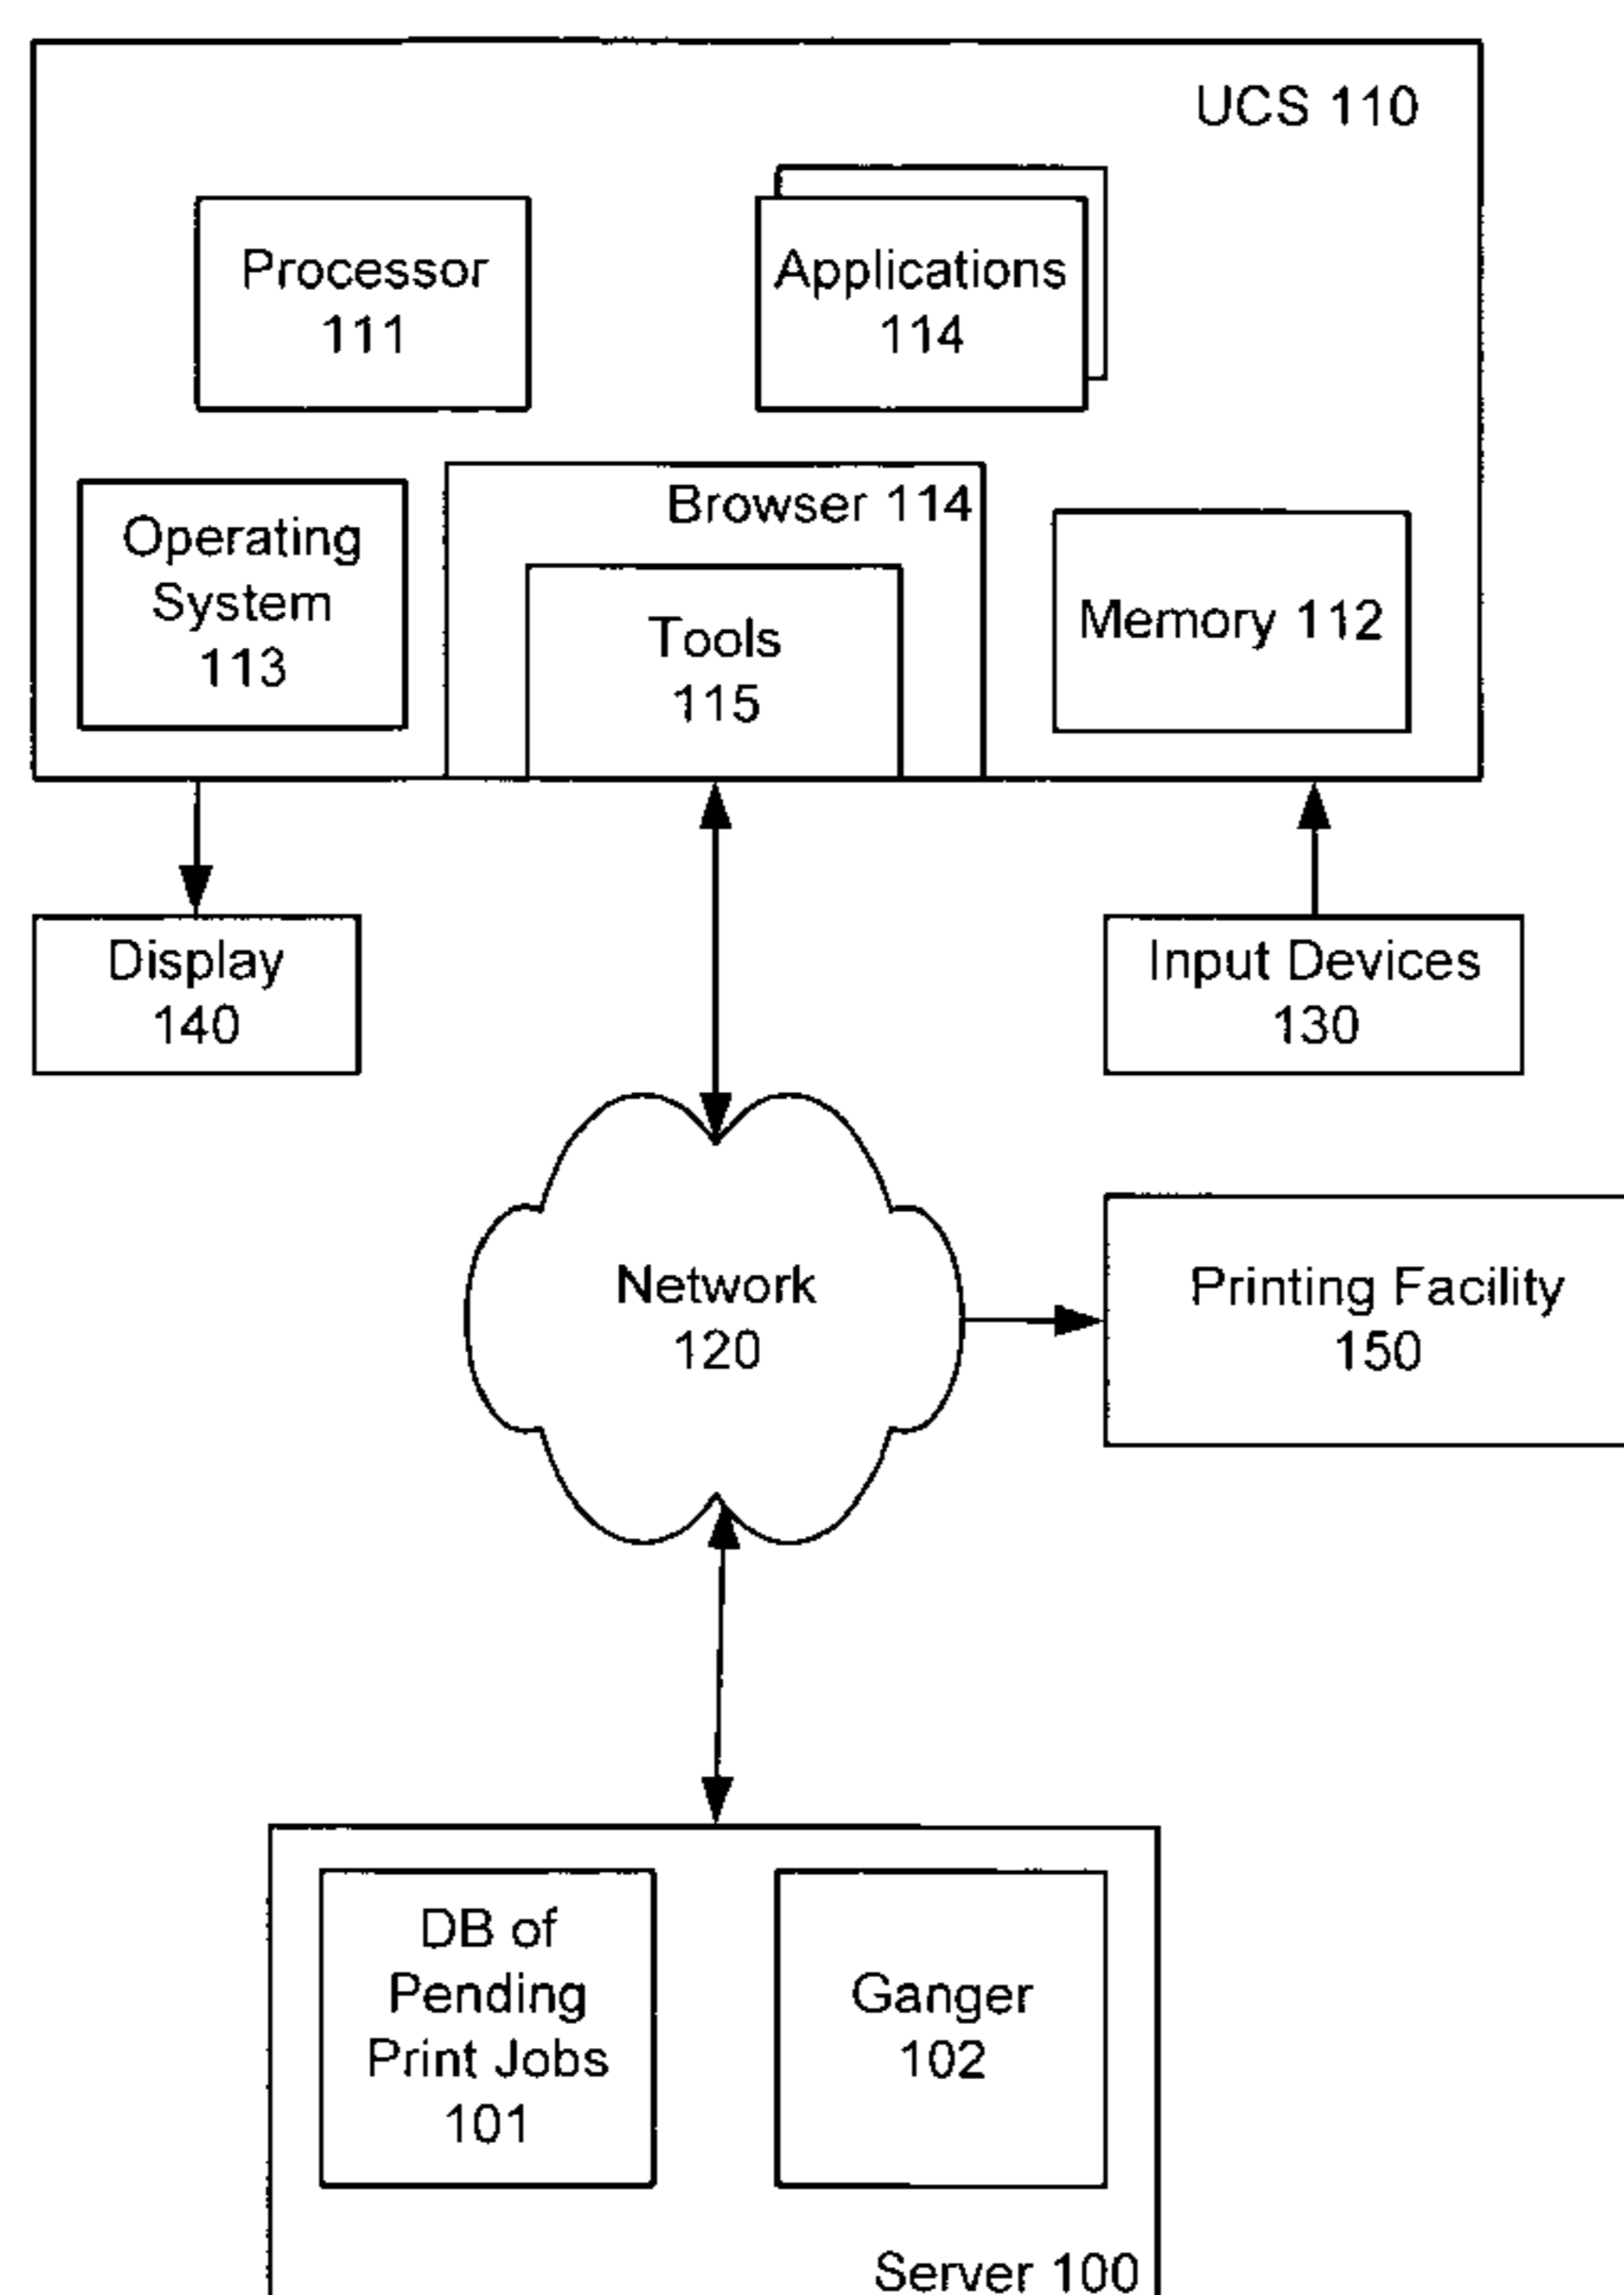 UCS 110
Processor
111
Applications
114
Operating
System
113
Browser 114
Tools
115
Memory 112
Display
140
Input Devices
130
Network
120
Printing Facility
150
DB of
Pending
Print Jobs
101
Ganger
102
Server 100